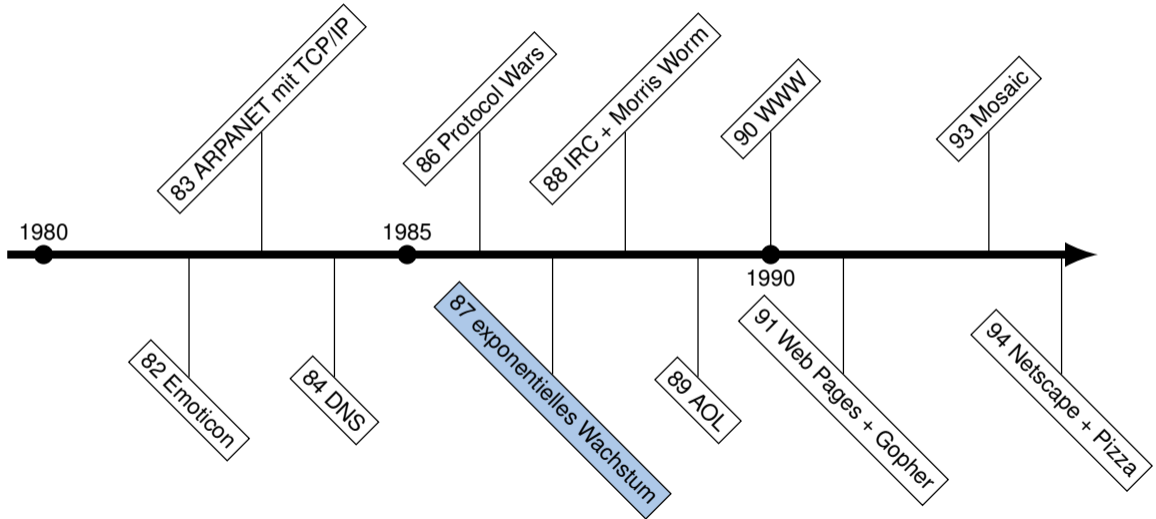 83 ARPANET mit TCP/IP
86 Protocol Wars
88 IRC + Morris Worm
90 WWW
93 Mosaic
1980
1985
1990
82 Emoticon
84 DNS
87 exponentielles Wachstum
89 AOL
91 Web Pages + Gopher
94 Netscape + Pizza